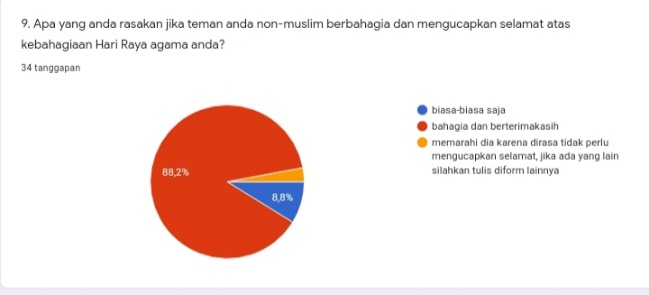 9. Apa yang anda rasakan jika teman anda non-muslim berbahagia dan mengucapkan selamat atas
kebahagiaan Hari Raya agama anda?
34 tanggapan
biasa-biasa saja
bahagia dan berterimakasih
memarahi dia karena dirasa tidak perlu
mengucapkan selamat, jika ada yang lain
silahkan tulis diform lainnya
88,2%
8,8%